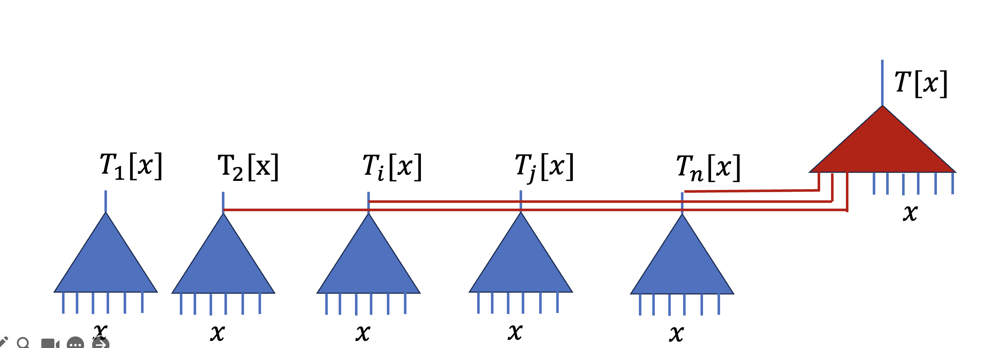 T[x]
T₁[x] T₂[x] Tᵢ[x] Tⱼ[x] Tₙ[x]
x
x x x x x